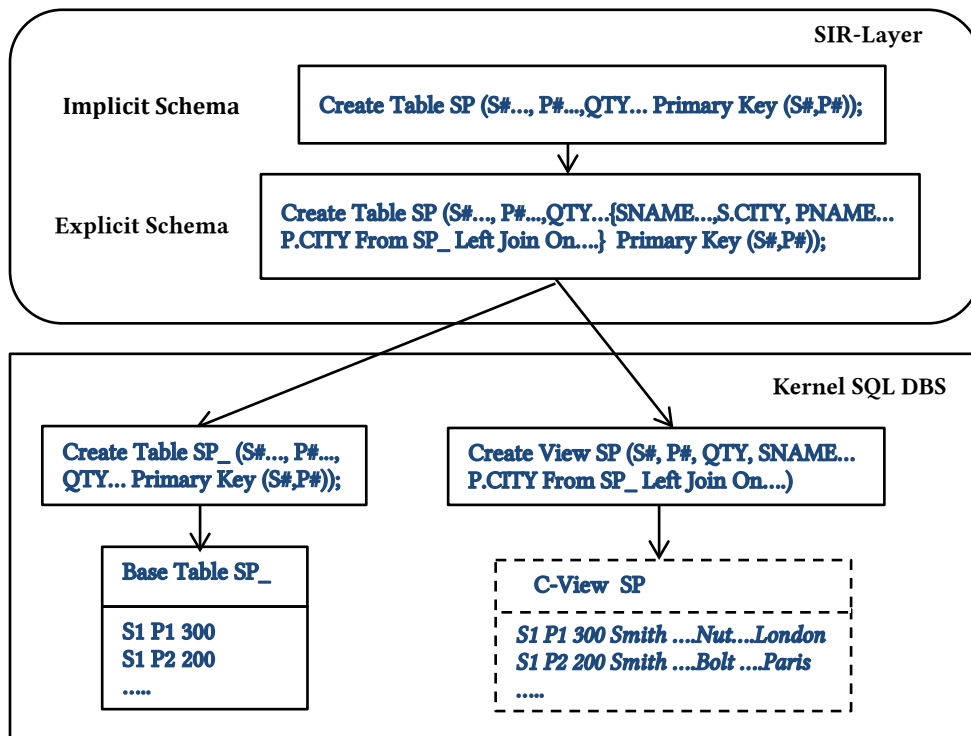 SIR-Layer
Implicit Schema
Create Table SP (S#…, P#...,QTY… Primary Key (S#,P#));
Explicit Schema
Create Table SP (S#…, P#...,QTY…{SNAME…,S.CITY, PNAME…
P.CITY From SP_ Left Join On….} Primary Key (S#,P#));
Kernel SQL DBS
Create Table SP_ (S#…, P#...,
QTY… Primary Key (S#,P#));
Create View SP (S#, P#, QTY, SNAME…
P.CITY From SP_ Left Join On….)
Base Table SP_
S1 P1 300
S1 P2 200
…..
C-View SP
S1 P1 300 Smith ….Nut….London
S1 P2 200 Smith ….Bolt ….Paris
…..